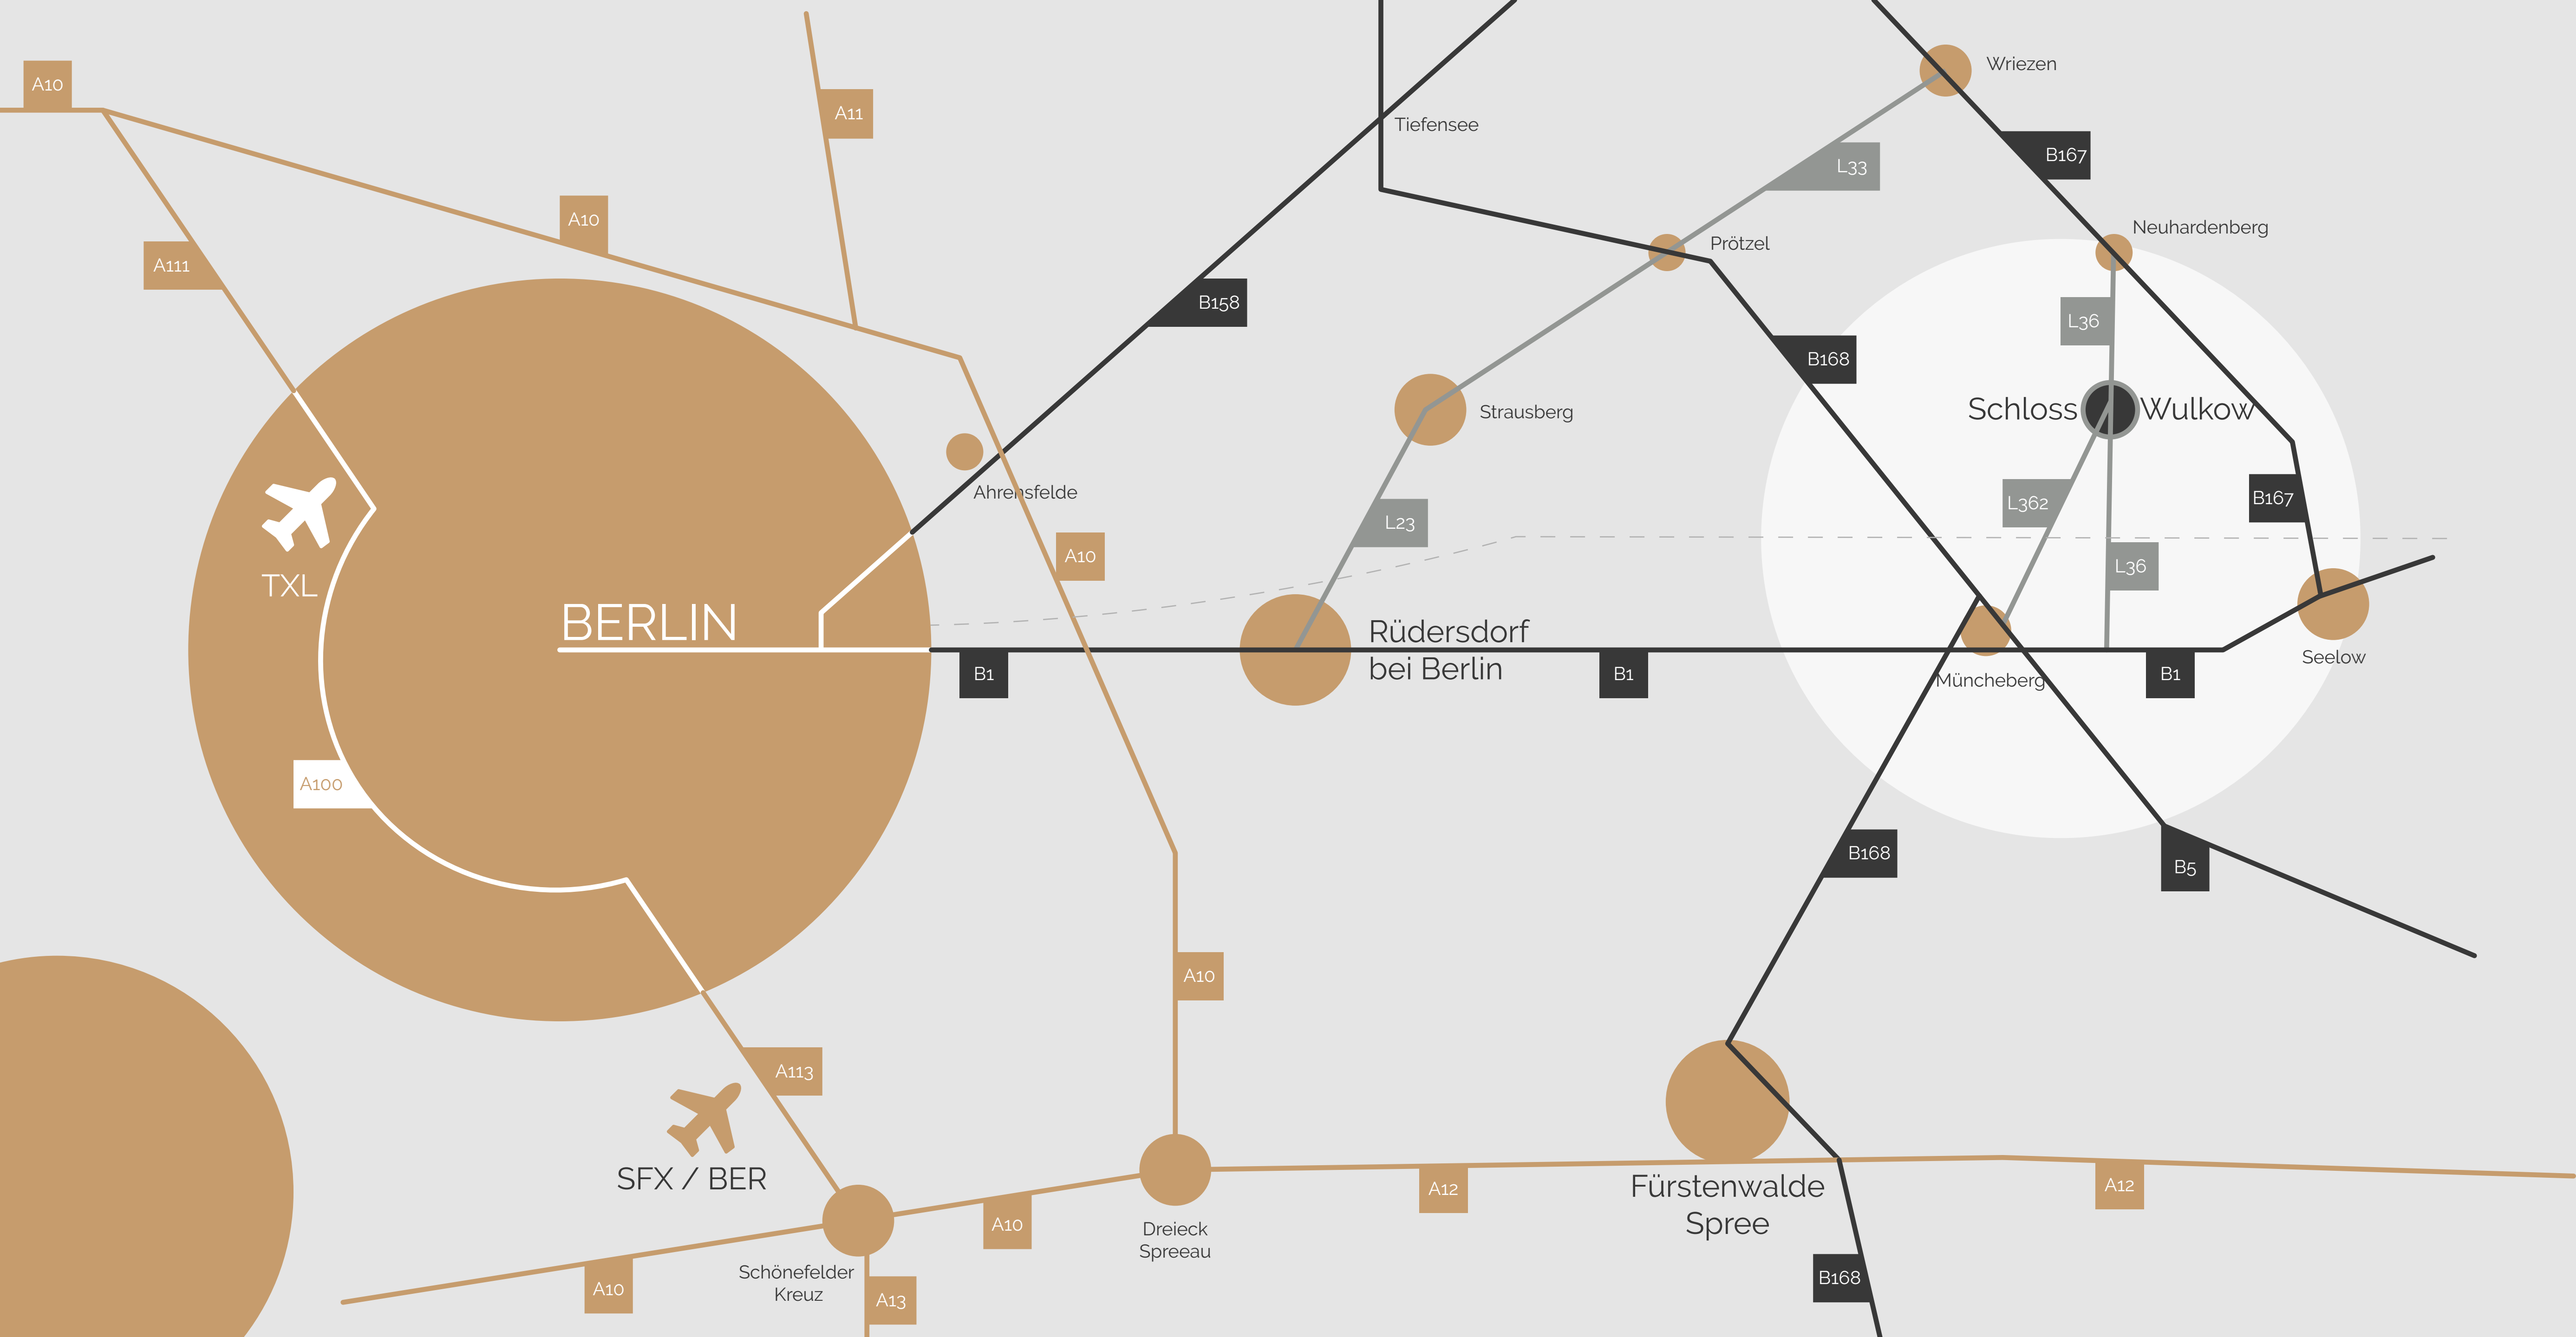 A10
A11
Wriezen
Tiefensee
B167
L33
A10
Neuhardenberg
Prötzel
A111
B158
L36
B168
Schloss Wulkow
Strausberg
Ahrensfelde
B167
L362
L23
A10
L36
TXL
BERLIN
Rüdersdorf
bei Berlin
Seelow
B1
B1
B1
Müncheberg
A100
B168
B5
A10
A113
SFX / BER
A12
Fürstenwalde
Spree
A12
A10
Dreieck
Spreeau
Schönefelder
Kreuz
A10
A13
B168